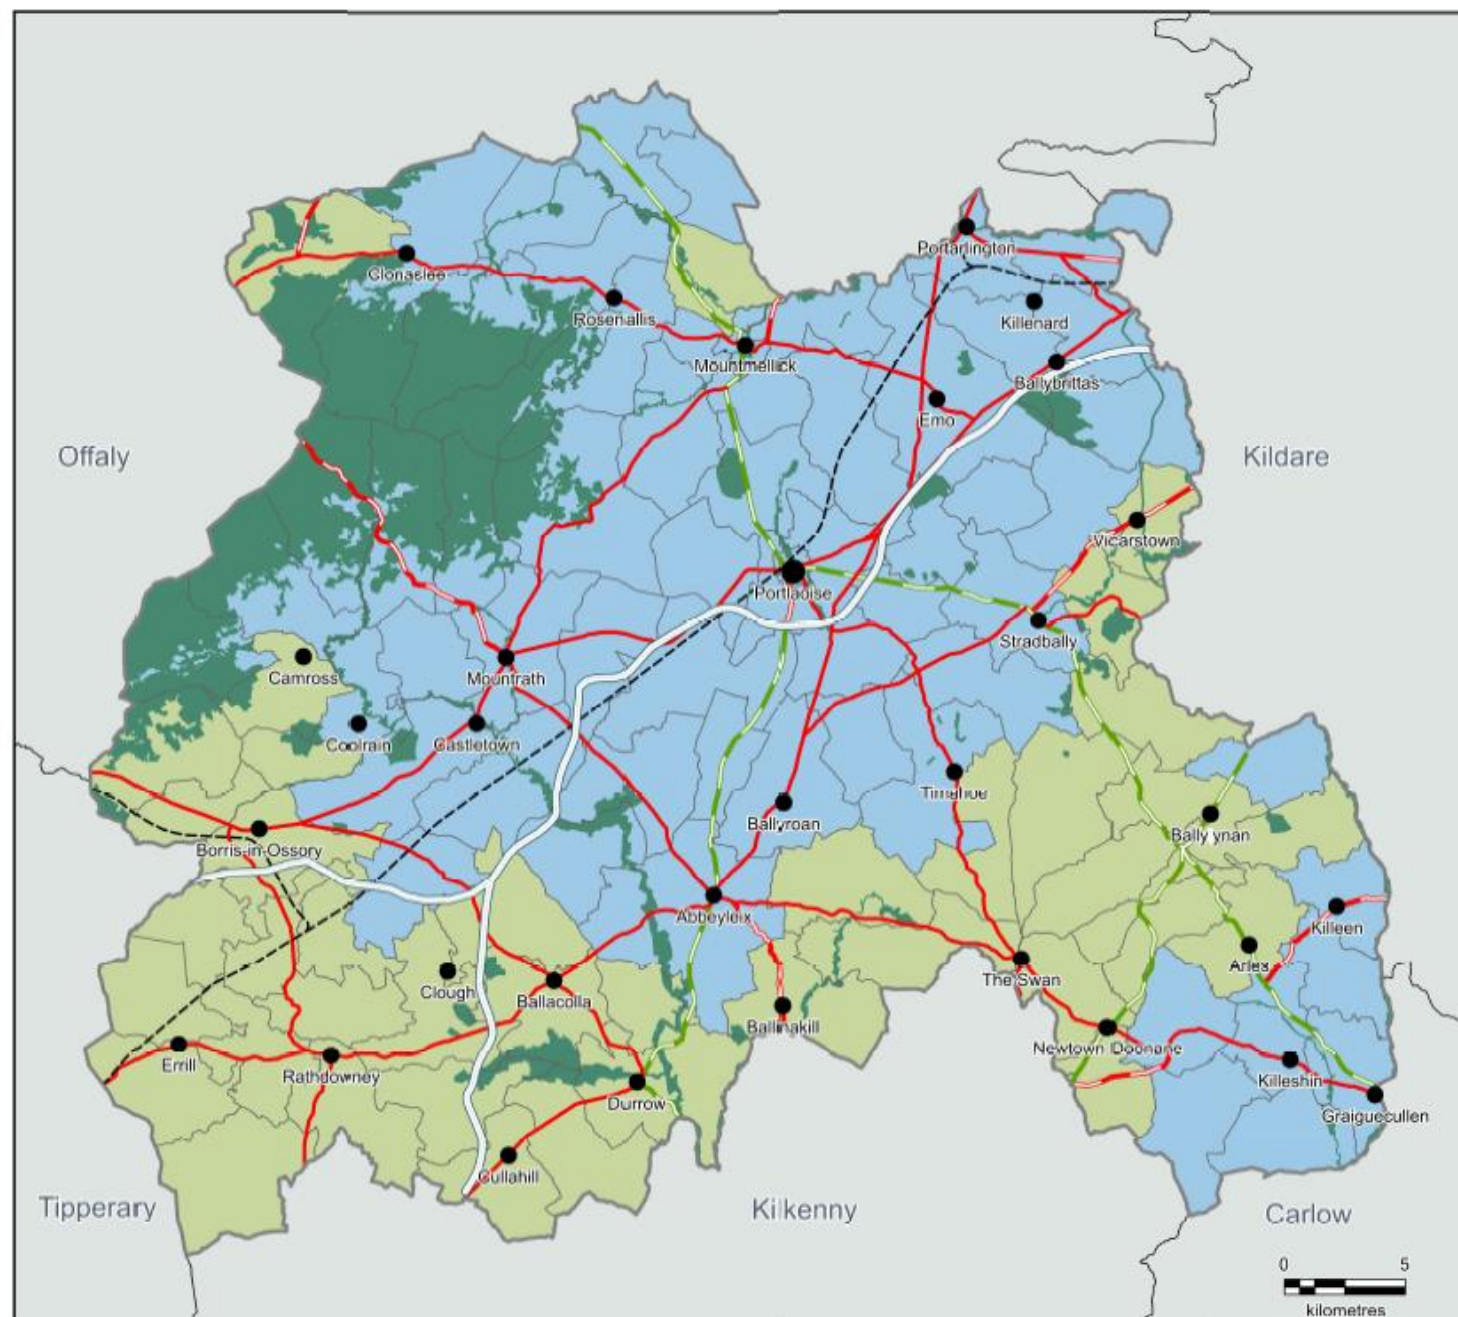 Portarlington
Clonaslee
Rosenallis
Killenard
Mountmellick
Ballybrittas
Emo
Offaly
Kildare
Vicarstown
Portlaoise
Stradbally
Camross
Mountrath
Coolrain
Castletown
Timahoe
Ballyroan
Ballylynan
Borris-in-Ossory
Abbeyleix
Killeen
Arles
The Swan
Clough
Ballacolla
Ballinakill
Newtown Doonane
Errill
Rathdowney
Killeshin
Durrow
Graiguecullen
Cullahill
Tipperary
Kilkenny
Carlow
0 5
kilometres